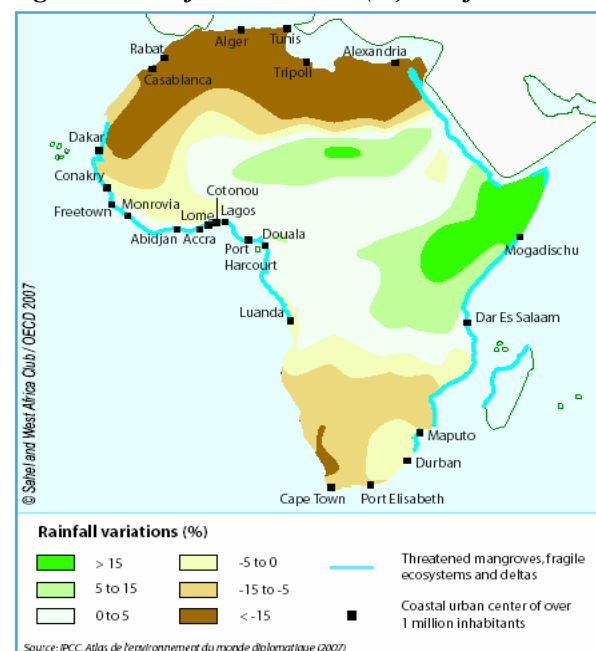 Alger
Tunis
Rabat
Alexandria
Tripoli
Casablanca
Dakar
Conakry
Cotonou
Freetown
Monrovia
Lome
Lagos
Abidjan
Accra
Douala
Port
Harcourt
Mogadischu
Luanda
Dar Es Salaam
Maputo
Durban
Cape Town
Port Elisabeth
© Sahel and West Africa Club / OECD 2007
Rainfall variations (%)
> 15
5 to 15
0 to 5
-5 to 0
-15 to -5
< -15
Threatened mangroves, fragile
ecosystems and deltas
Coastal urban center of over
1 million inhabitants
Source: IPCC, Atlas de l'environnement du monde diplomatique (2007)